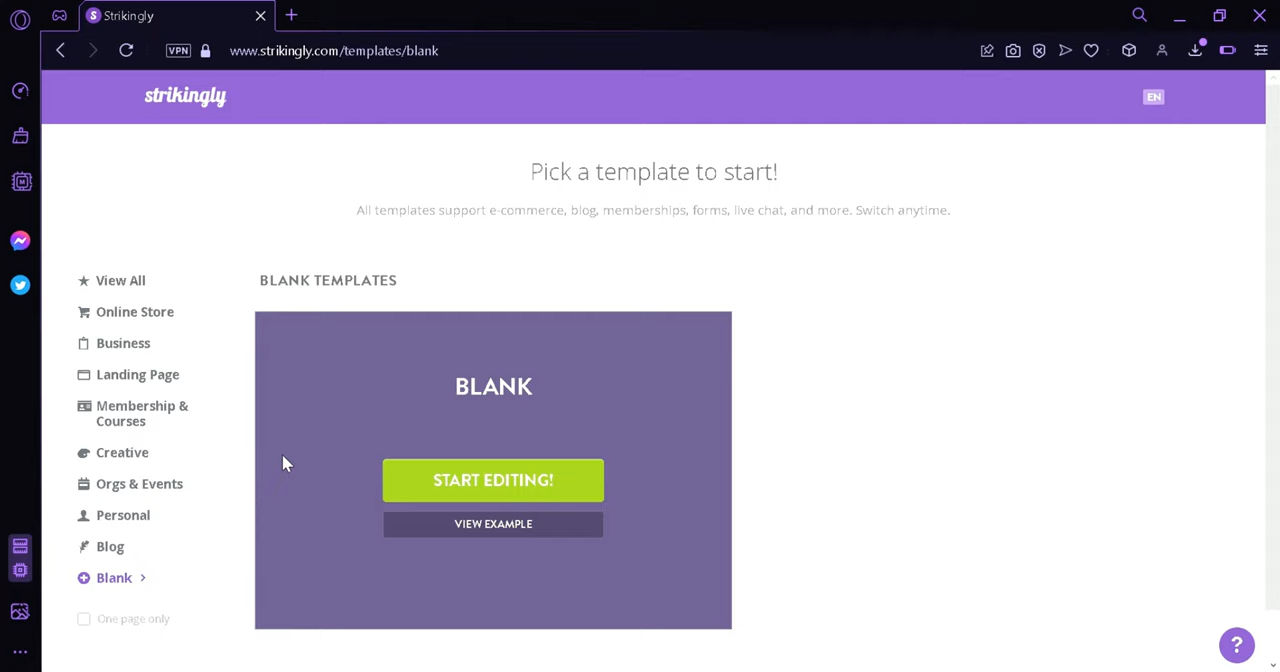 Strikingly
VPN
www.strikingly.com/templates/blank
strikingly
EN
Pick a template to start!
All templates support e-commerce, blog, memberships, forms, live chat, and more. Switch anytime.
View All
Online Store
Business
Landing Page
Membership &
Courses
Creative
Orgs & Events
Personal
Blog
Blank
One page only
BLANK TEMPLATES
BLANK
START EDITING!
VIEW EXAMPLE
?